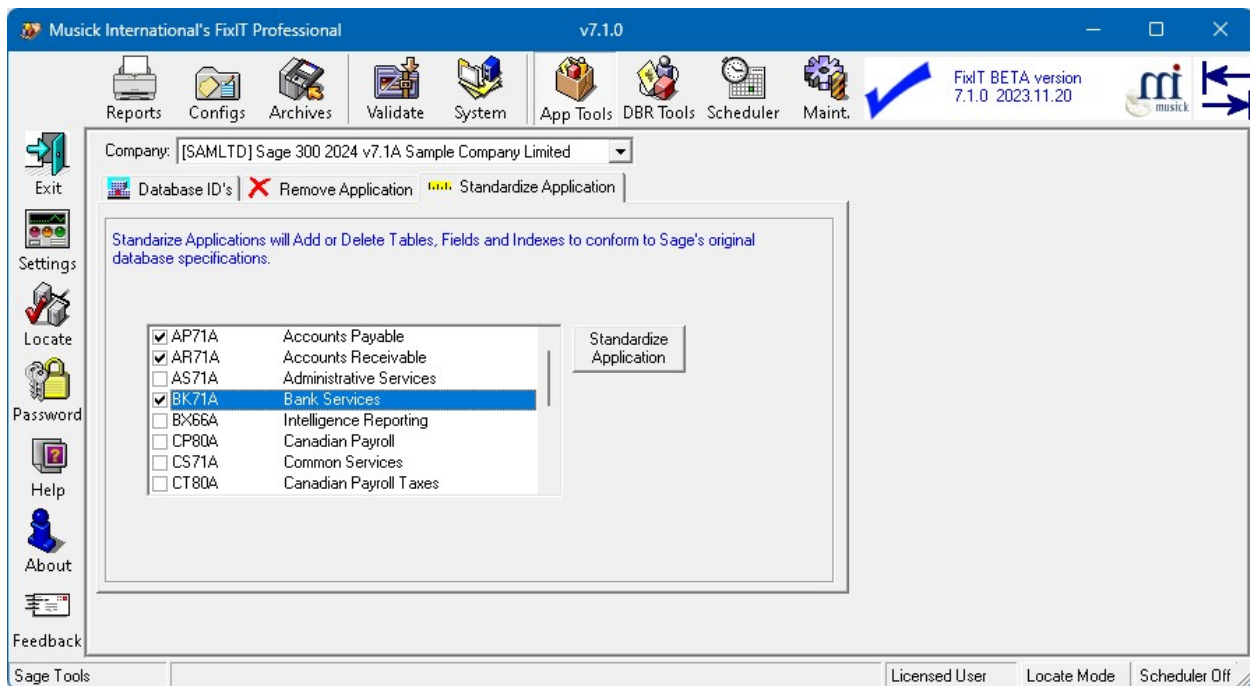 Musick International's FixIT Professional v7.1.0
Reports Configs Archives Validate System App Tools DBR Tools Scheduler Maint.
FixIT BETA version
7.1.0 2023.11.20
mi
musick
Exit
Settings
Locate
Password
Help
About
Feedback
Company: [SAMLTD] Sage 300 2024 v7.1A Sample Company Limited
Database ID's Remove Application Standardize Application
Standarize Applications will Add or Delete Tables, Fields and Indexes to conform to Sage's original
database specifications.
AP71A Accounts Payable
AR71A Accounts Receivable
AS71A Administrative Services
BK71A Bank Services
BX66A Intelligence Reporting
CP80A Canadian Payroll
CS71A Common Services
CT80A Canadian Payroll Taxes
Standardize
Application
Sage Tools Licensed User Locate Mode Scheduler Off